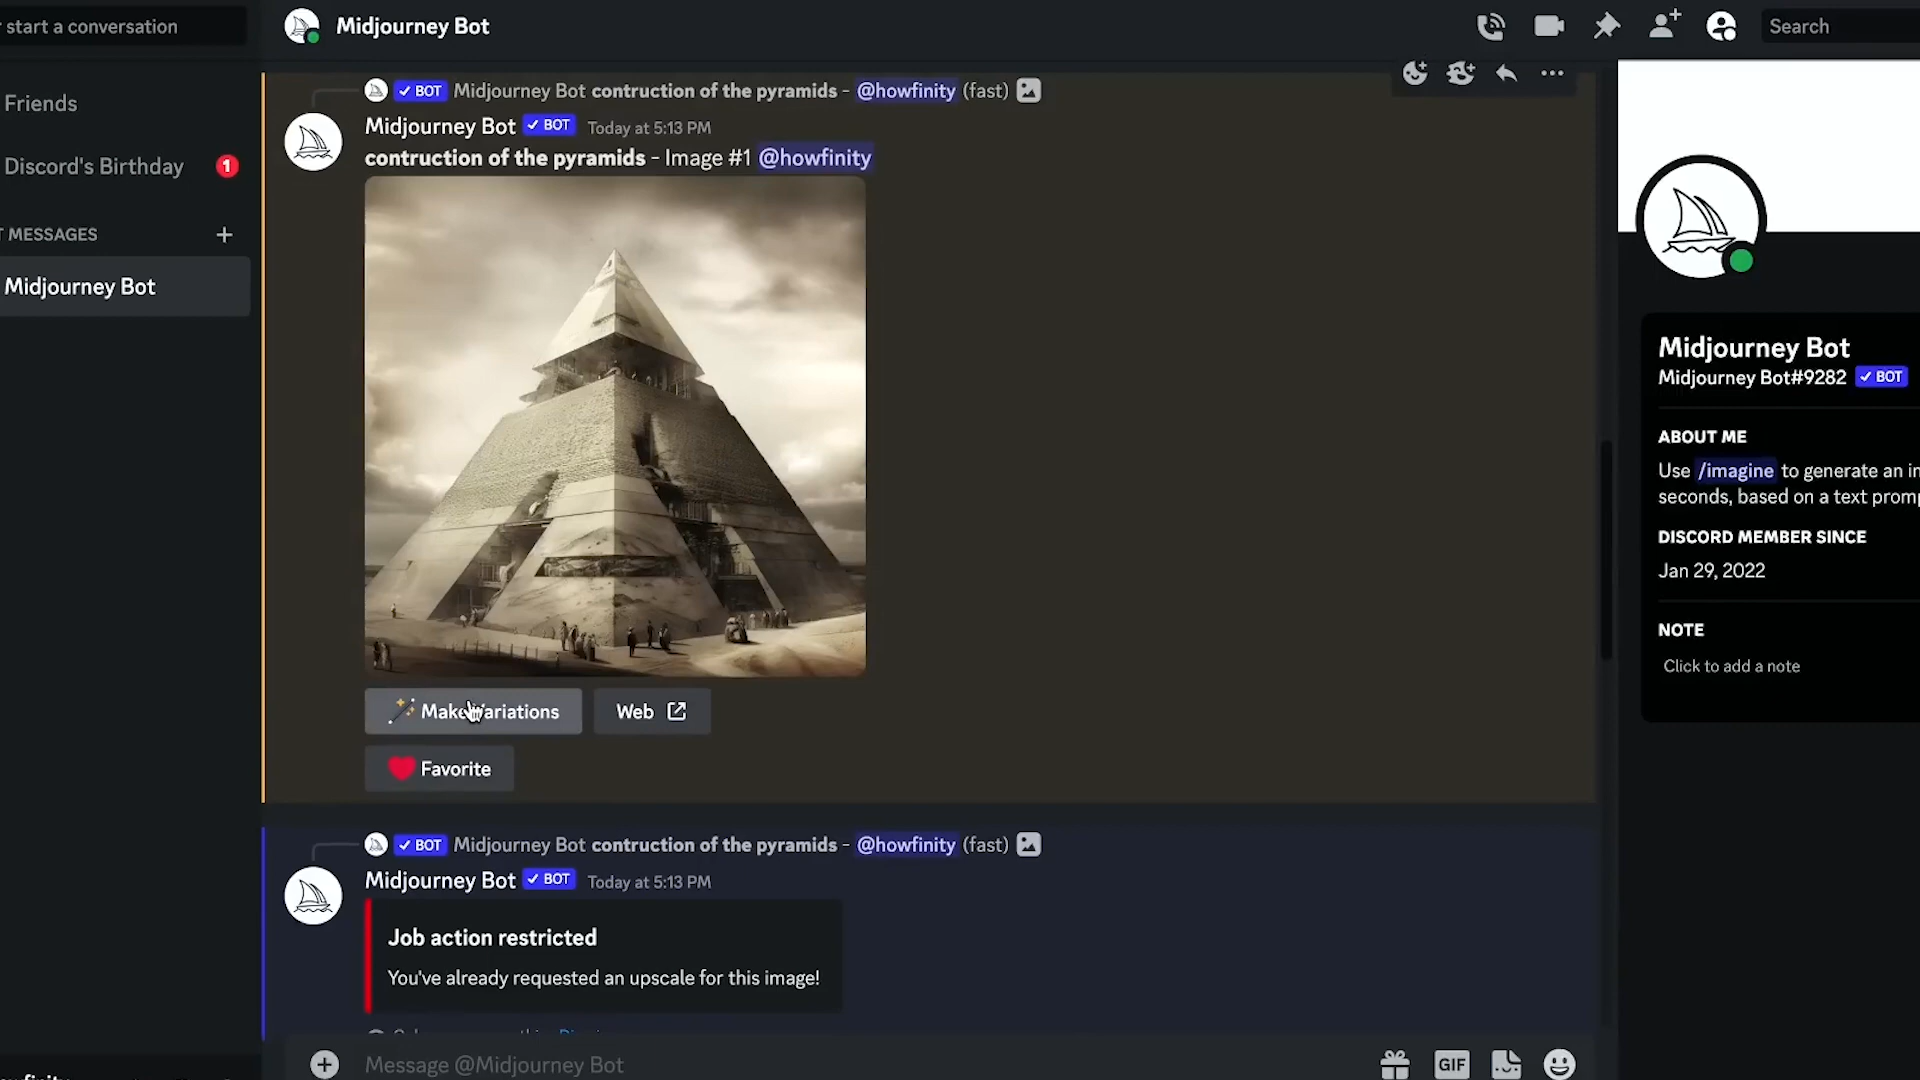 start a conversation
Midjourney Bot
Search
Friends
Discord's Birthday
1
MESSAGES
Midjourney Bot
BOT Midjourney Bot contruction of the pyramids - @howfinity (fast)
Midjourney Bot BOT Today at 5:13 PM
contruction of the pyramids - Image #1 @howfinity
Make Variations
Web
Favorite
BOT Midjourney Bot contruction of the pyramids - @howfinity (fast)
Midjourney Bot BOT Today at 5:13 PM
Job action restricted
You've already requested an upscale for this image!
Message @Midjourney Bot
GIF
Midjourney Bot
Midjourney Bot#9282 BOT
ABOUT ME
Use /imagine to generate an
seconds, based on a text
DISCORD MEMBER SINCE
Jan 29, 2022
NOTE
Click to add a note